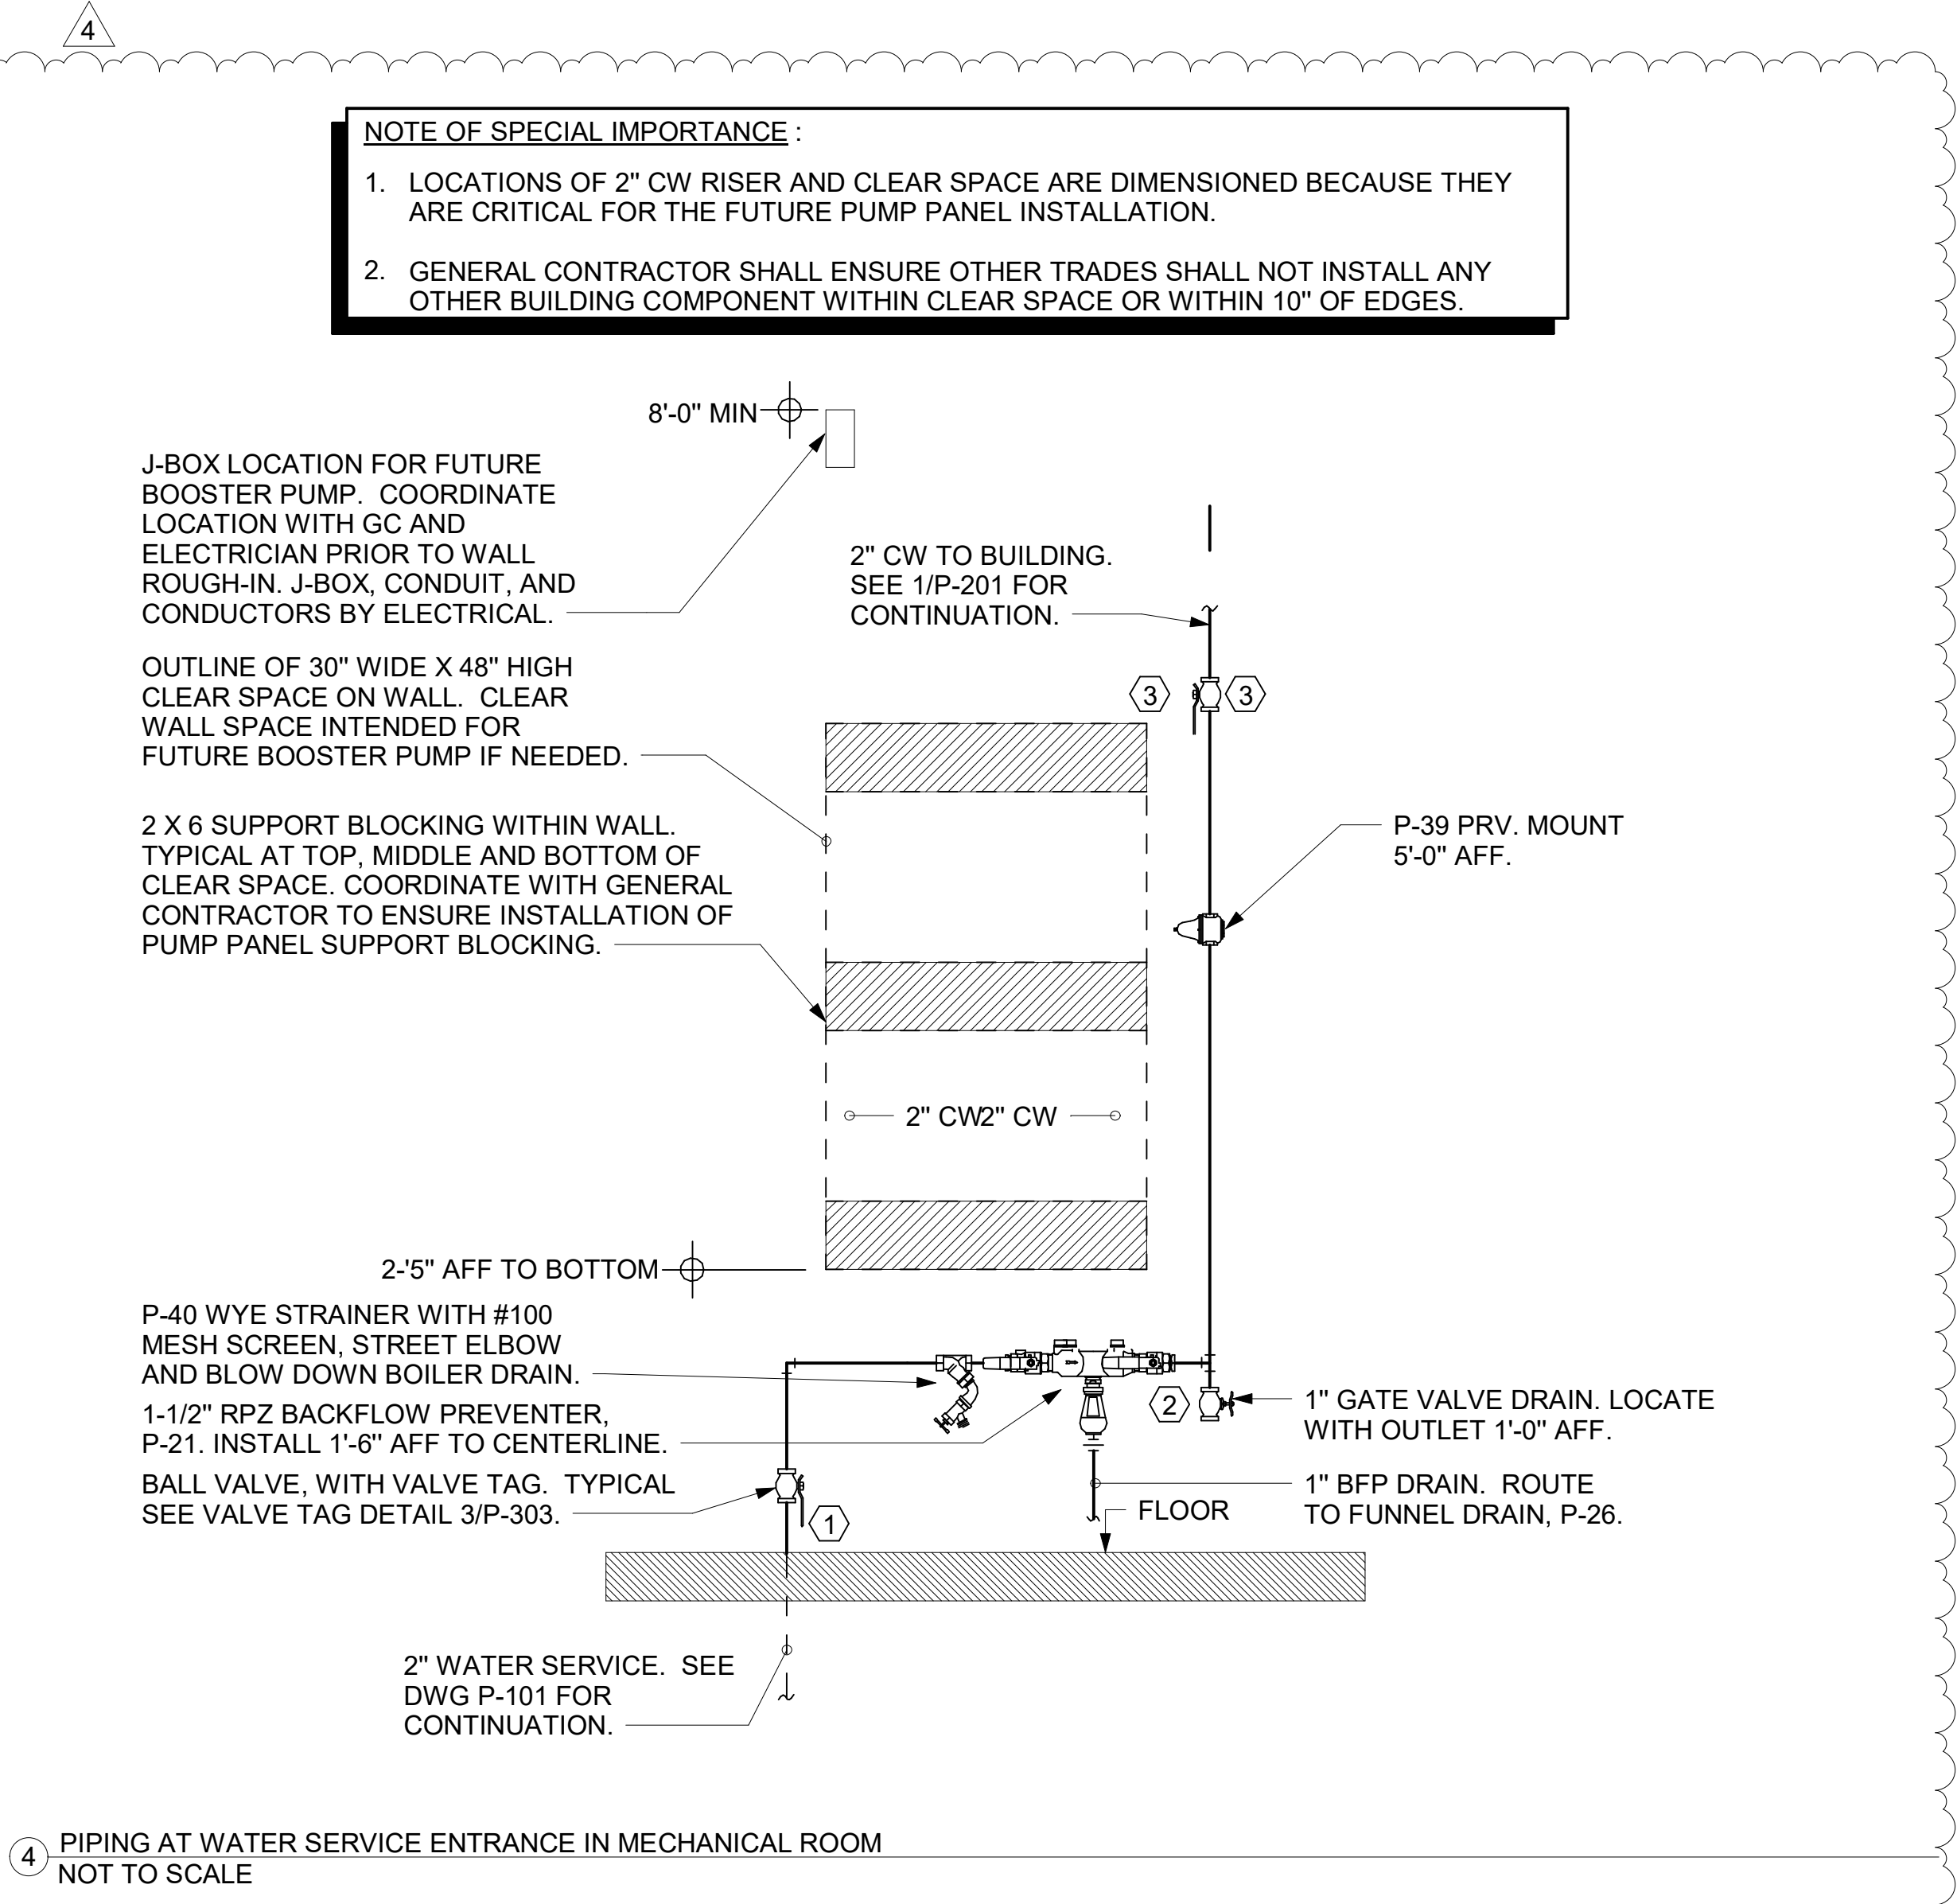 4
NOTE OF SPECIAL IMPORTANCE :
1. LOCATIONS OF 2" CW RISER AND CLEAR SPACE ARE DIMENSIONED BECAUSE THEY
ARE CRITICAL FOR THE FUTURE PUMP PANEL INSTALLATION.
2. GENERAL CONTRACTOR SHALL ENSURE OTHER TRADES SHALL NOT INSTALL ANY
OTHER BUILDING COMPONENT WITHIN CLEAR SPACE OR WITHIN 10" OF EDGES.
8'-0" MIN
J-BOX LOCATION FOR FUTURE
BOOSTER PUMP. COORDINATE
LOCATION WITH GC AND
ELECTRICIAN PRIOR TO WALL
ROUGH-IN. J-BOX, CONDUIT, AND
CONDUCTORS BY ELECTRICAL.
2" CW TO BUILDING.
SEE 1/P-201 FOR
CONTINUATION.
OUTLINE OF 30" WIDE X 48" HIGH
CLEAR SPACE ON WALL. CLEAR
WALL SPACE INTENDED FOR
FUTURE BOOSTER PUMP IF NEEDED.
3
3
2 X 6 SUPPORT BLOCKING WITHIN WALL.
TYPICAL AT TOP, MIDDLE AND BOTTOM OF
CLEAR SPACE. COORDINATE WITH GENERAL
CONTRACTOR TO ENSURE INSTALLATION OF
PUMP PANEL SUPPORT BLOCKING.
P-39 PRV. MOUNT
5'-0" AFF.
2" CW
2" CW
2-'5" AFF TO BOTTOM
P-40 WYE STRAINER WITH #100
MESH SCREEN, STREET ELBOW
AND BLOW DOWN BOILER DRAIN.
1-1/2" RPZ BACKFLOW PREVENTER,
P-21. INSTALL 1'-6" AFF TO CENTERLINE.
BALL VALVE, WITH VALVE TAG. TYPICAL
SEE VALVE TAG DETAIL 3/P-303.
1
2
1" GATE VALVE DRAIN. LOCATE
WITH OUTLET 1'-0" AFF.
1" BFP DRAIN. ROUTE
TO FUNNEL DRAIN, P-26.
FLOOR
2" WATER SERVICE. SEE
DWG P-101 FOR
CONTINUATION.
4
PIPING AT WATER SERVICE ENTRANCE IN MECHANICAL ROOM
NOT TO SCALE